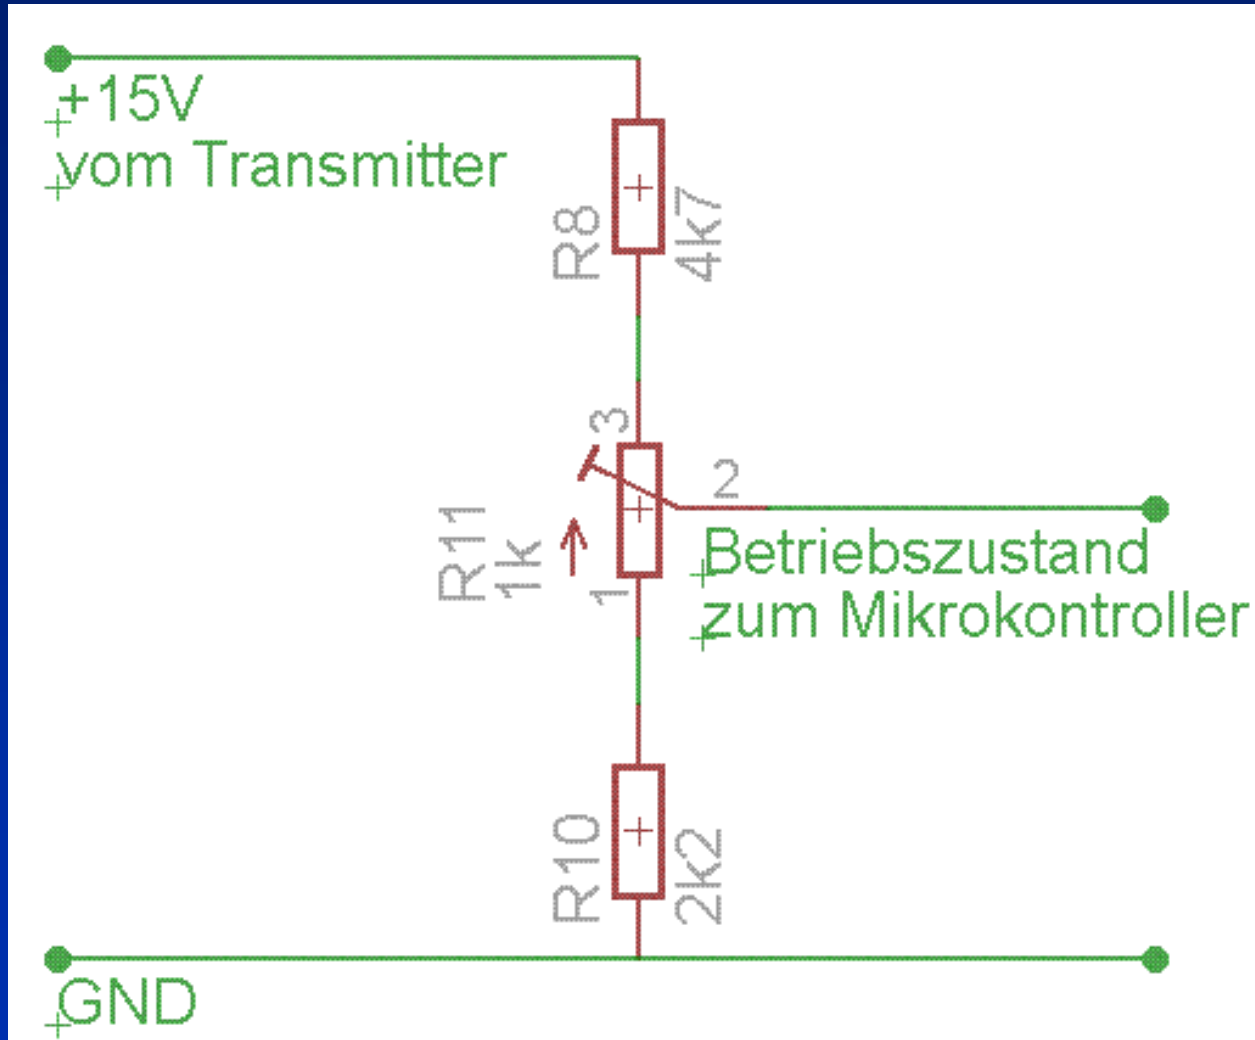 +15V
vom Transmitter
R8
4k7
3
2
R11
1k
1
Betriebszustand
zum Mikrokontroller
R10
2k2
GND